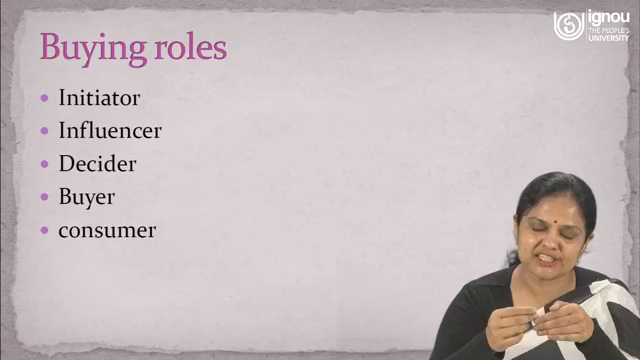 ignou
THE PEOPLE'S
UNIVERSITY
Buying roles
Initiator
Influencer
Decider
Buyer
consumer